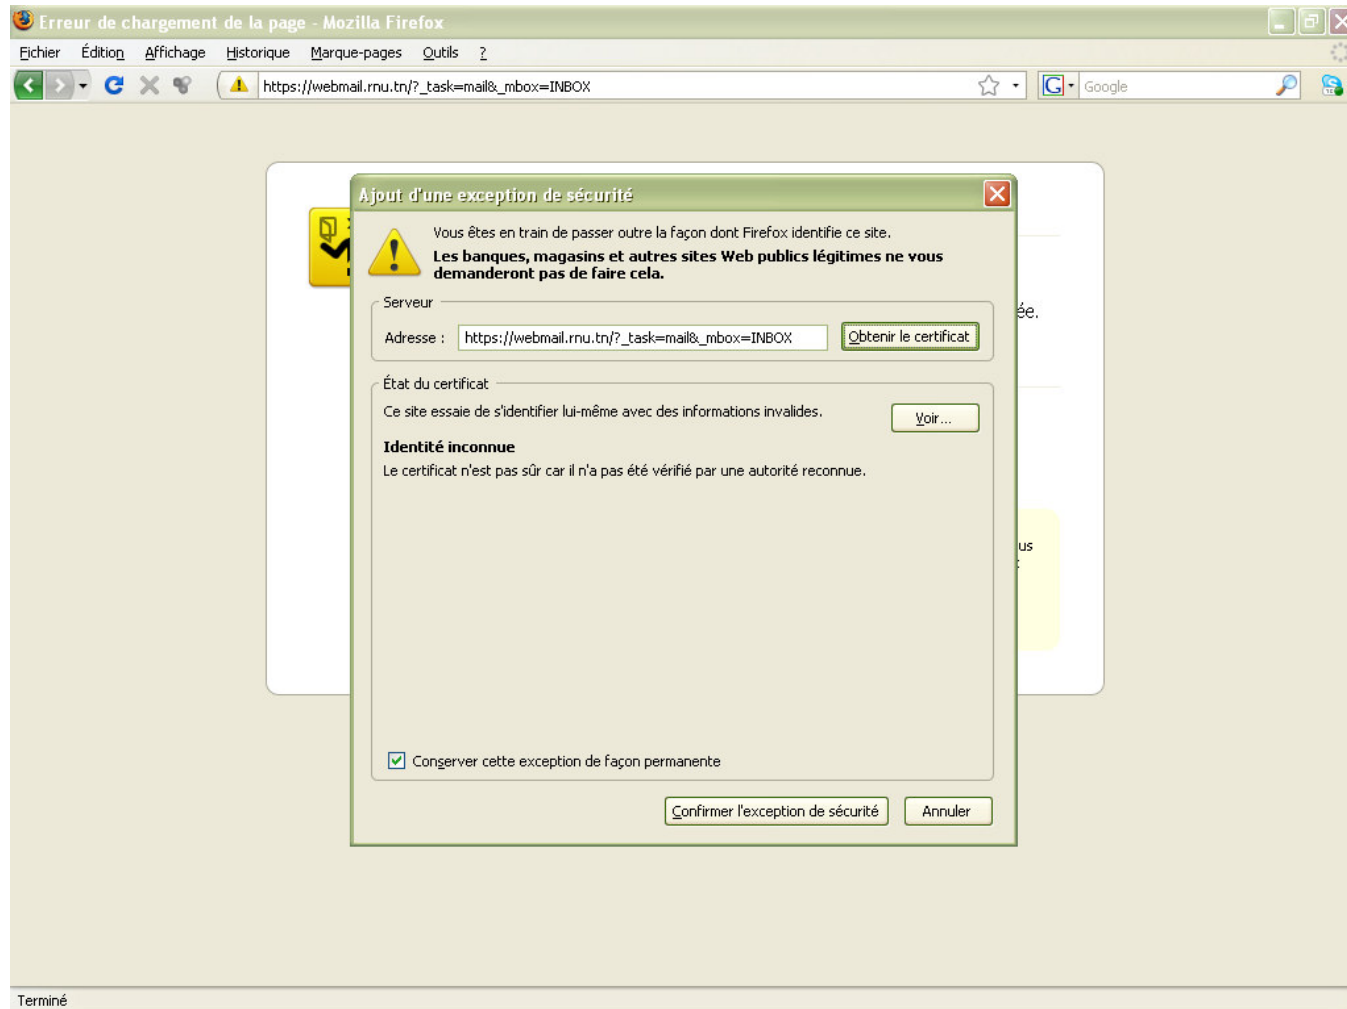 Erreur de chargement de la page - Mozilla Firefox
Fichier Édition Affichage Historique Marque-pages Outils ?
https://webmail.rnu.tn/?_task=mail&_mbox=INBOX G Google
Ajout d'une exception de sécurité
Vous êtes en train de passer outre la façon dont Firefox identifie ce site.
Les banques, magasins et autres sites Web publics légitimes ne vous
demanderont pas de faire cela.
Serveur
ée.
Adresse : https://webmail.rnu.tn/?_task=mail&_mbox=INBOX Obtenir le certificat
État du certificat
Ce site essaie de s'identifier lui-même avec des informations invalides. Voir...
Identité inconnue
Le certificat n'est pas sûr car il n'a pas été vérifié par une autorité reconnue.
us
Conserver cette exception de façon permanente
Confirmer l'exception de sécurité Annuler
Terminé